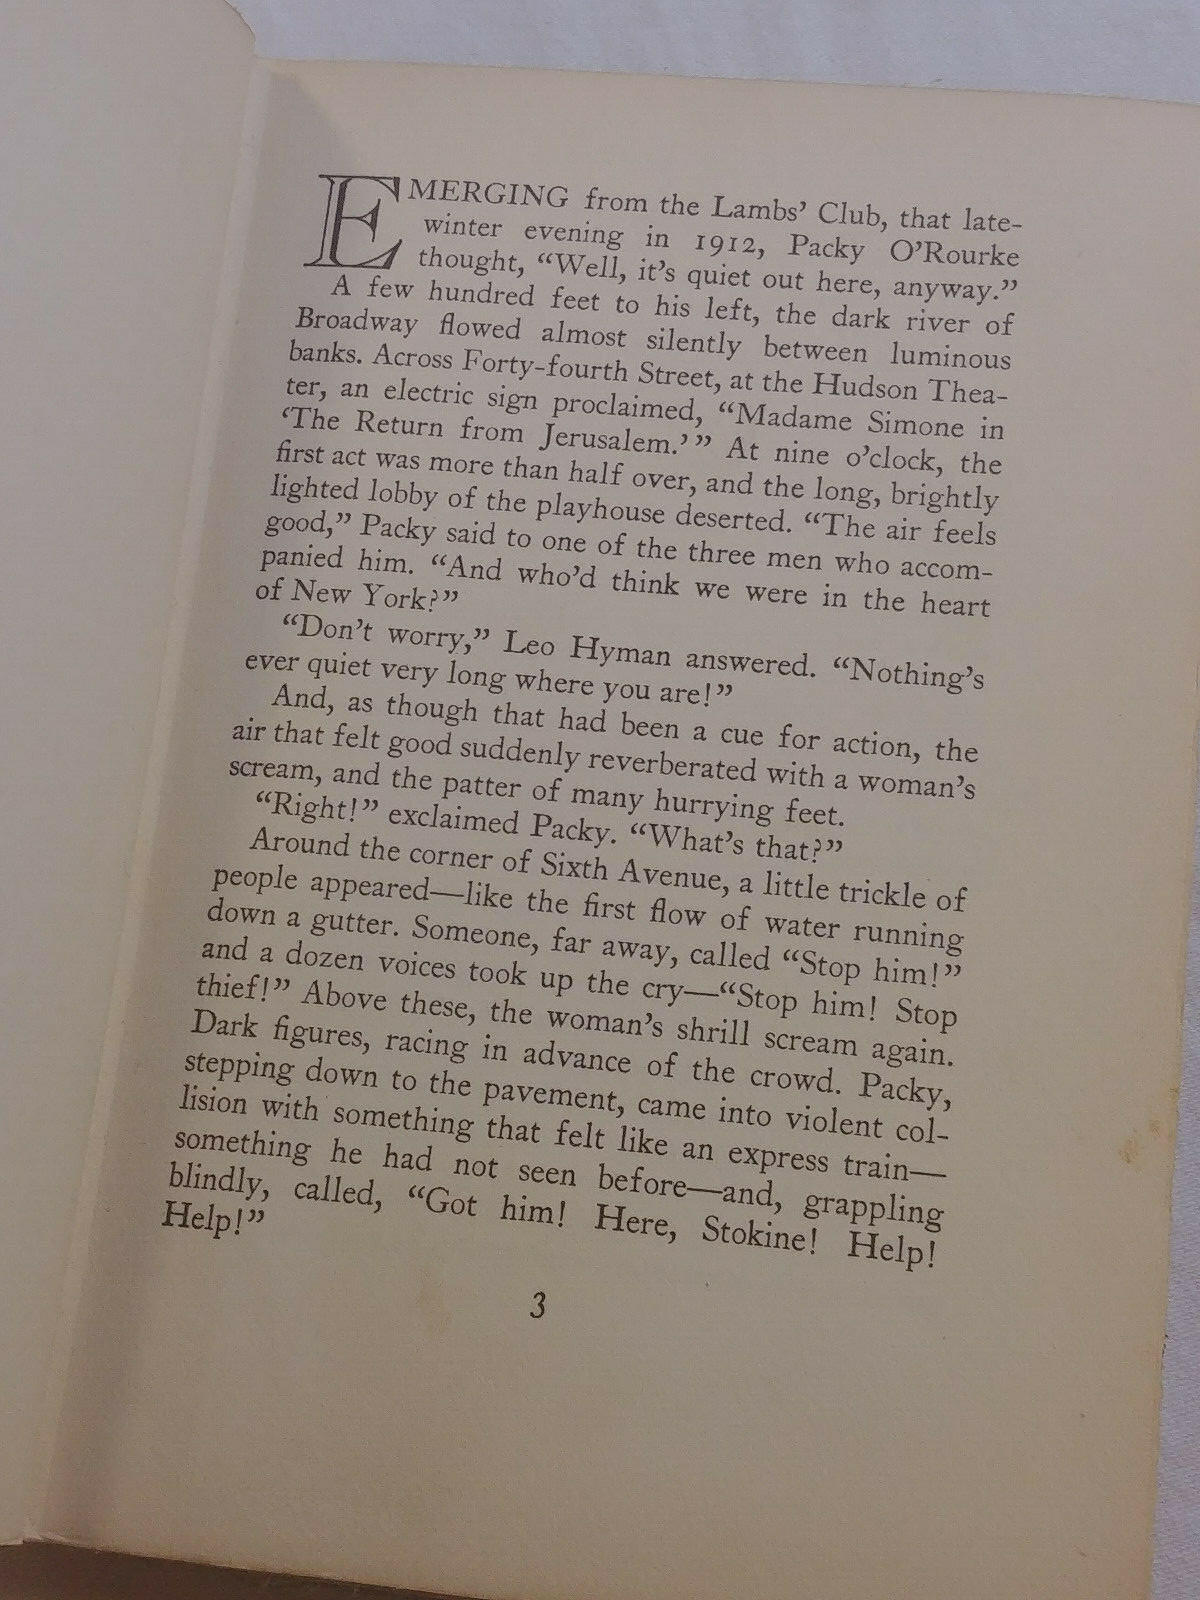 EMERGING from the Lambs’ Club, that late-
winter evening in 1912, Packy O’Rourke
thought, “Well, it’s quiet out here, anyway.”
A few hundred feet to his left, the dark river of
Broadway flowed almost silently between luminous
banks. Across Forty-fourth Street, at the Hudson Thea-
ter, an electric sign proclaimed, “Madame Simone in
‘The Return from Jerusalem.’” At nine o’clock, the
first act was more than half over, and the long, brightly
lighted lobby of the playhouse deserted. “The air feels
good,” Packy said to one of the three men who accom-
panied him. “And who’d think we were in the heart
of New York?”
“Don’t worry,” Leo Hyman answered. “Nothing’s
ever quiet very long where you are!”
And, as though that had been a cue for action, the
air that felt good suddenly reverberated with a woman’s
scream, and the patter of many hurrying feet.
“Right!” exclaimed Packy. “What’s that?”
Around the corner of Sixth Avenue, a little trickle of
people appeared—like the first flow of water running
down a gutter. Someone, far away, called “Stop him!”
and a dozen voices took up the cry—“Stop him! Stop
thief!” Above these, the woman’s shrill scream again.
Dark figures, racing in advance of the crowd. Packy,
stepping down to the pavement, came into violent col-
lision with something that felt like an express train—
something he had not seen before—and, grappling
blindly, called, “Got him! Here, Stokine! Help!
Help!”
3